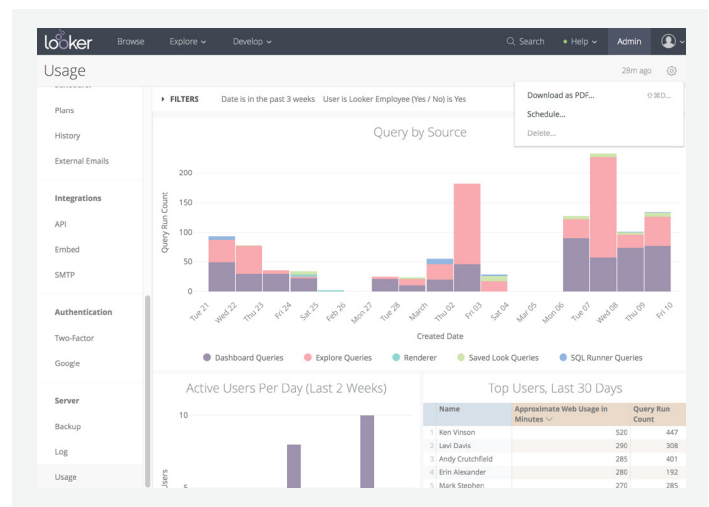 looker Browse Explore Develop Search Help Admin
Usage 28m ago
Plans
History
External Emails
Integrations
API
Embed
SMTP
Authentication
Two-Factor
Google
Server
Backup
Log
Usage
FILTERS Date is in the past 3 weeks User is Looker Employee (Yes / No) is Yes
Download as PDF... ⇧⌘D...
Schedule...
Delete...
Query by Source
Query Run Count
200
150
100
50
0
Tue 21 Wed 22 Thu 23 Fri 24 Sat 25 Feb 26 Mon 27 Tue 28 March Thu 02 Fri 03 Sat 04 Mar 05 Mon 06 Tue 07 Wed 08 Thu 09 Fri 10
Created Date
Dashboard Queries Explore Queries Renderer Saved Look Queries SQL Runner Queries
Active Users Per Day (Last 2 Weeks)
10
5
Users
Top Users, Last 30 Days
Name Approximate Web Usage in Minutes Query Run Count
1 Ken Vinson 520 447
2 Levi Davis 290 308
3 Andy Crutchfield 285 401
4 Erin Alexander 280 192
5 Mark Stephen 270 285